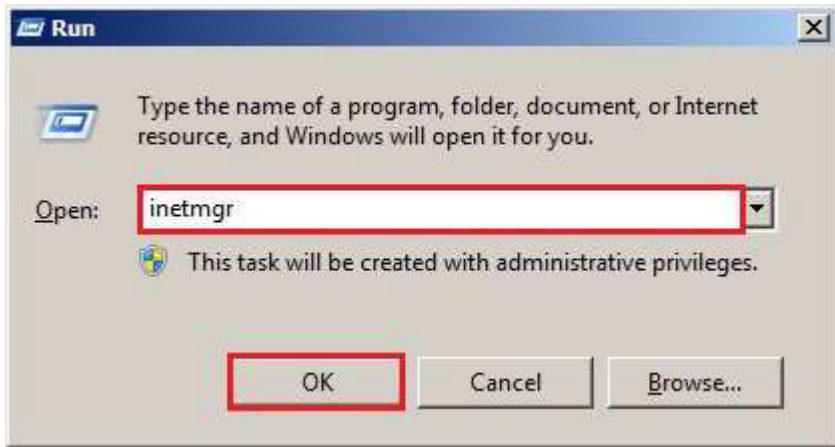 Run
Type the name of a program, folder, document, or Internet
resource, and Windows will open it for you.
Open: inetmgr
This task will be created with administrative privileges.
OK Cancel Browse...